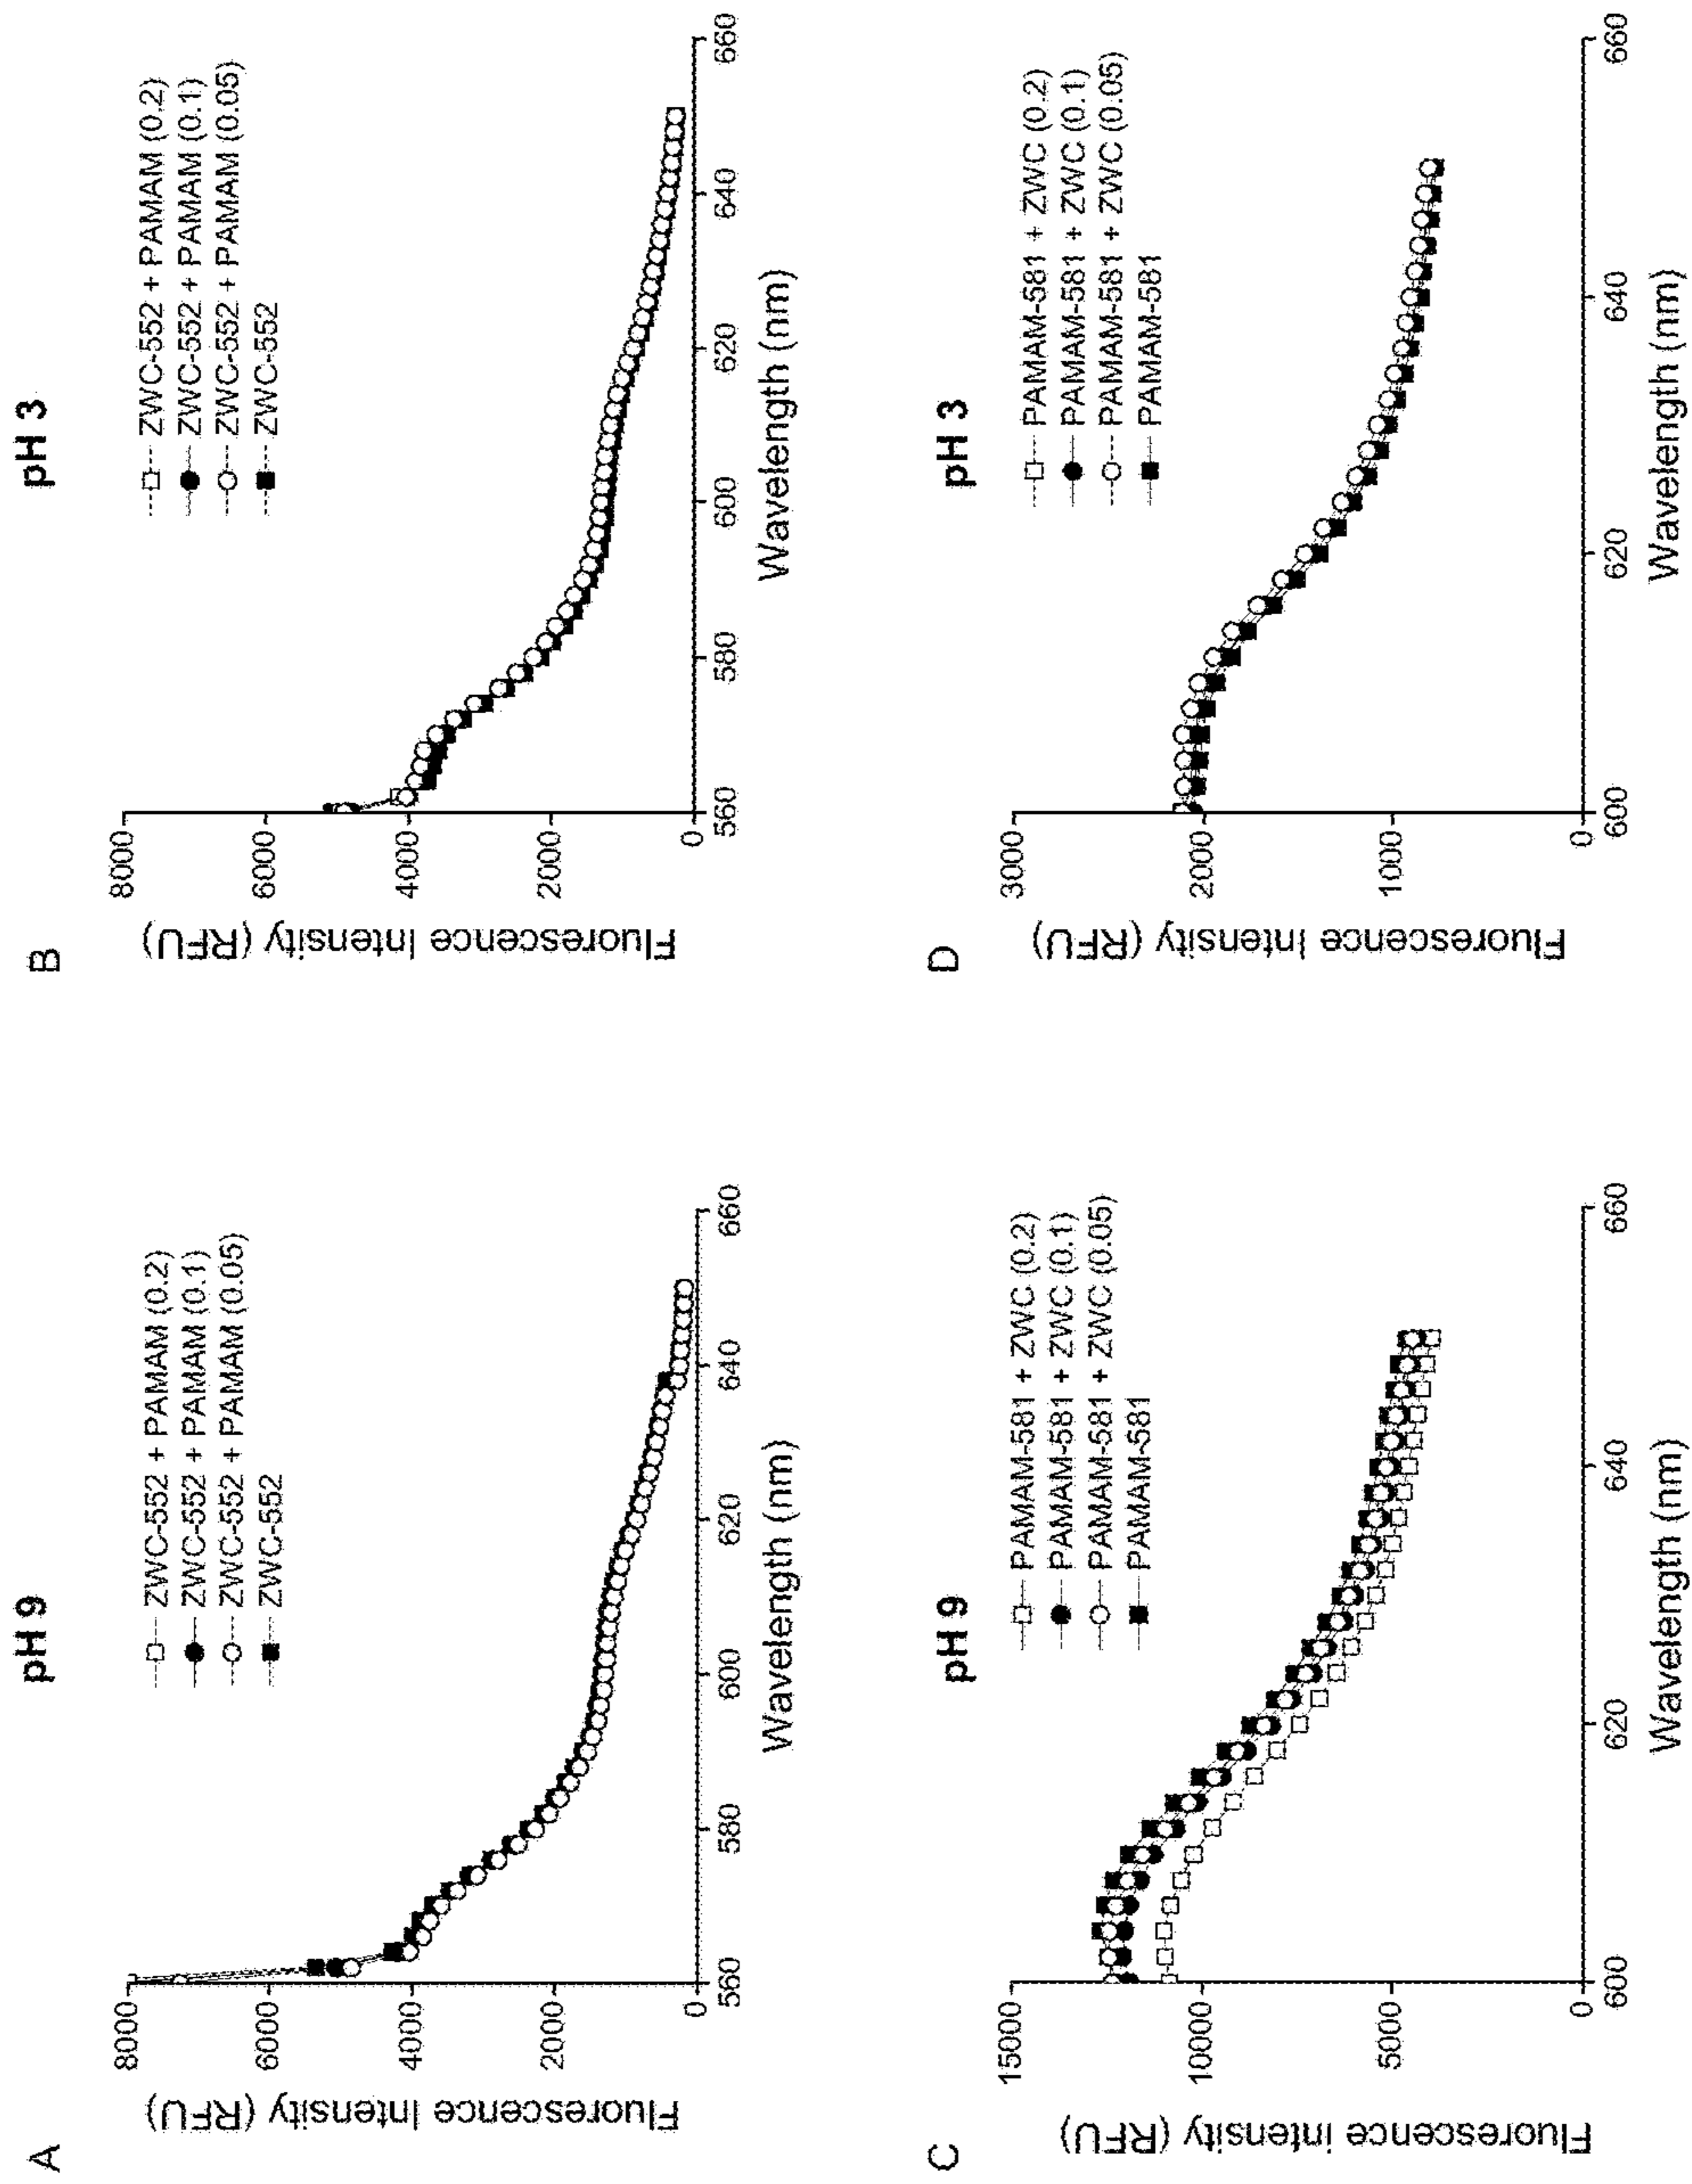 A
pH 9
ZWC-552 + PAMAM (0.2)
ZWC-552 + PAMAM (0.1)
ZWC-552 + PAMAM (0.05)
ZWC-552
Fluorescence Intensity (RFU)
8000
6000
4000
2000
0
560
580
600
620
640
660
Wavelength (nm)
B
pH 3
ZWC-552 + PAMAM (0.2)
ZWC-552 + PAMAM (0.1)
ZWC-552 + PAMAM (0.05)
ZWC-552
Fluorescence Intensity (RFU)
8000
6000
4000
2000
0
560
580
600
620
640
660
Wavelength (nm)
C
pH 9
PAMAM-581 + ZWC (0.2)
PAMAM-581 + ZWC (0.1)
PAMAM-581 + ZWC (0.05)
PAMAM-581
Fluorescence intensity (RFU)
15000
10000
5000
0
600
620
640
660
Wavelength (nm)
D
pH 3
PAMAM-581 + ZWC (0.2)
PAMAM-581 + ZWC (0.1)
PAMAM-581 + ZWC (0.05)
PAMAM-581
Fluorescence Intensity (RFU)
3000
2000
1000
0
600
620
640
660
Wavelength (nm)